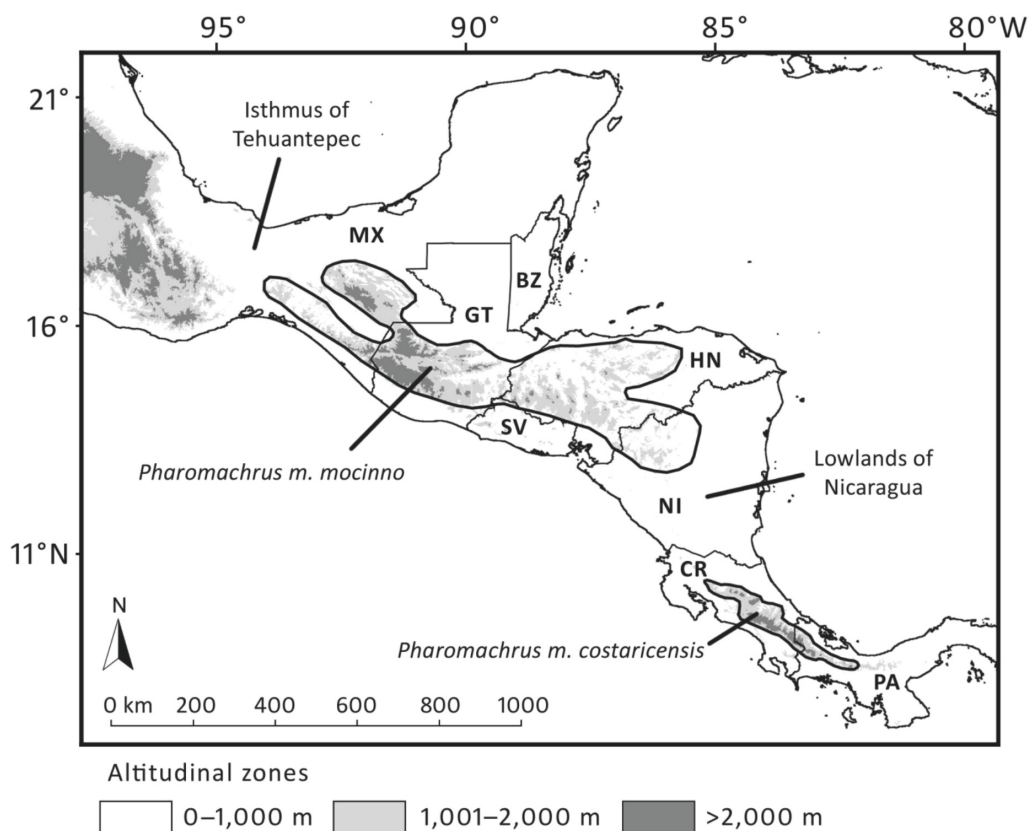 95° 90° 85° 80°W
21°
Isthmus of
Tehuantepec
MX
BZ
16°
GT
HN
SV
Pharomachrus m. mocinno
Lowlands of
Nicaragua
NI
11°N
CR
N
Pharomachrus m. costaricensis
PA
0 km 200 400 600 800 1000
Altitudinal zones
0–1,000 m 1,001–2,000 m >2,000 m